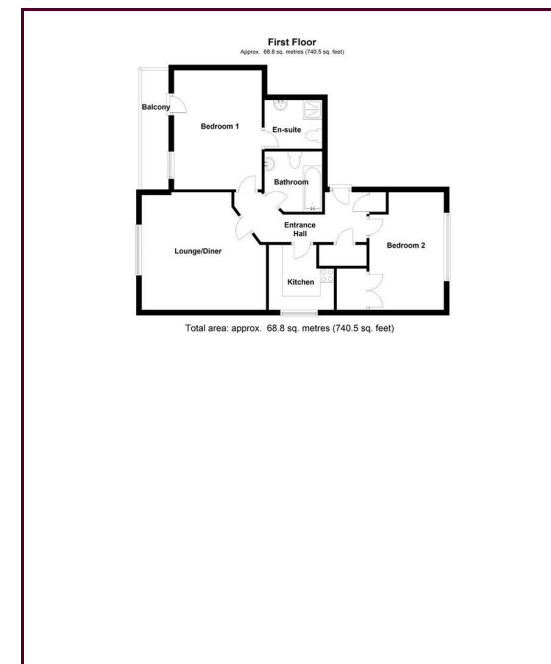 First Floor
Approx. 68.8 sq. metres (740.5 sq. feet)
Balcony
Bedroom 1
En-suite
Bathroom
Entrance
Hall
Lounge/Diner
Bedroom 2
Kitchen
Total area: approx. 68.8 sq. metres (740.5 sq. feet)